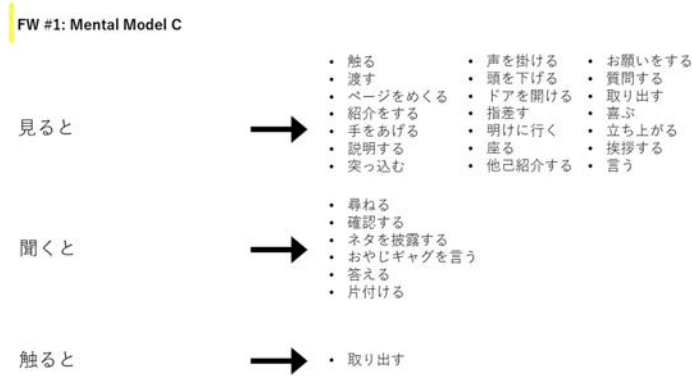 FW #1: Mental Model C
見ると
• 触る
• 渡す
• ページをめくる
• 紹介をする
• 手をあげる
• 説明する
• 突っ込む
• 声を掛ける
• 頭を下げる
• ドアを開ける
• 指差す
• 明けに行く
• 座る
• 他己紹介する
• お願いをする
• 質問する
• 取り出す
• 喜ぶ
• 立ち上がる
• 挨拶する
• 言う
聞くと
• 尋ねる
• 確認する
• ネタを披露する
• おやじギャグを言う
• 答える
• 片付ける
触ると
• 取り出す